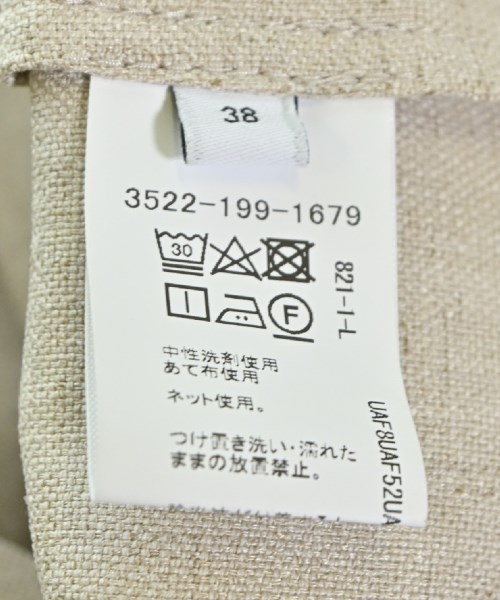 38
3522-199-1679
30
821-1-L
F
中性洗剤使用
あて布使用
ネット使用。
つけ置き洗い・濡れた
ままの放置禁止。
UAF8UAF52UA